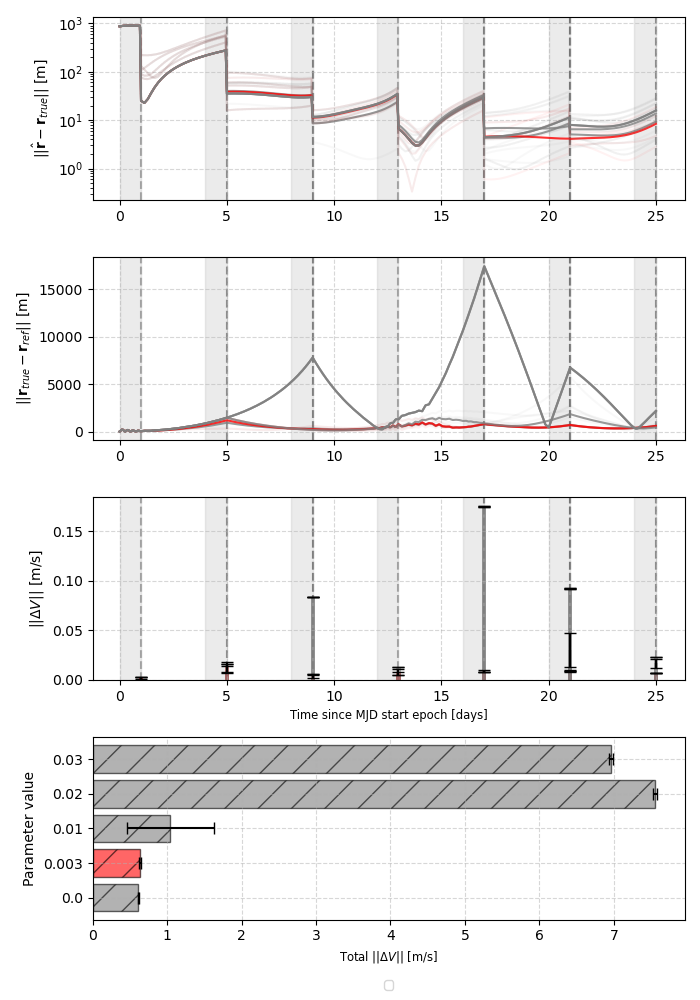 ||r̂ − r_true|| [m]
10³
10²
10¹
10⁰
0 5 10 15 20 25
||r_true − r_ref|| [m]
15000
10000
5000
0
0 5 10 15 20 25
||ΔV|| [m/s]
0.15
0.10
0.05
0.00
0 5 10 15 20 25
Time since MJD start epoch [days]
Parameter value
0.03
0.02
0.01
0.003
0.0
0 1 2 3 4 5 6 7
Total ||ΔV|| [m/s]